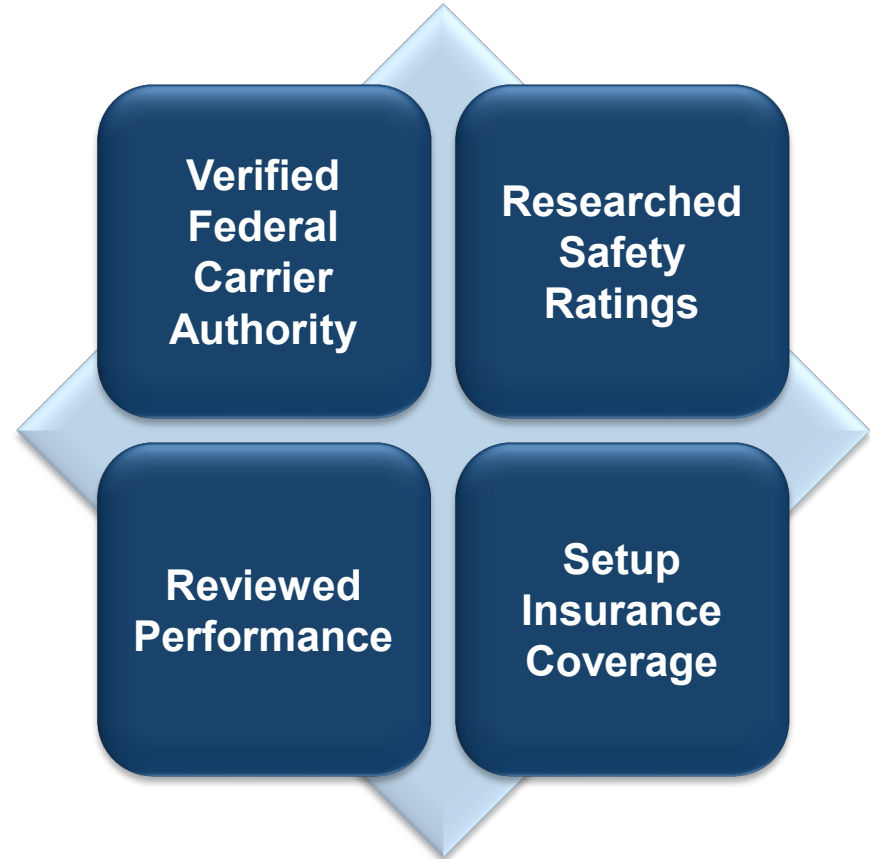 Verified
Federal
Carrier
Authority
Researched
Safety
Ratings
Reviewed
Performance
Setup
Insurance
Coverage